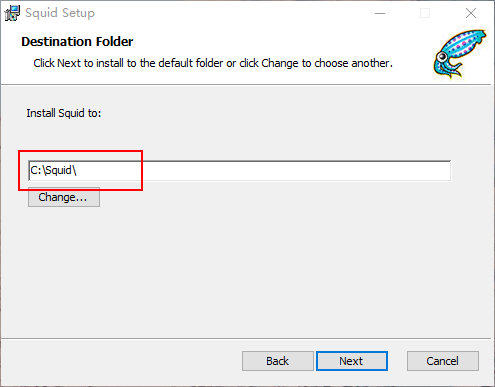 Squid Setup
Destination Folder
Click Next to install to the default folder or click Change to choose another.
Install Squid to:
C:\Squid\
Change...
Back
Next
Cancel